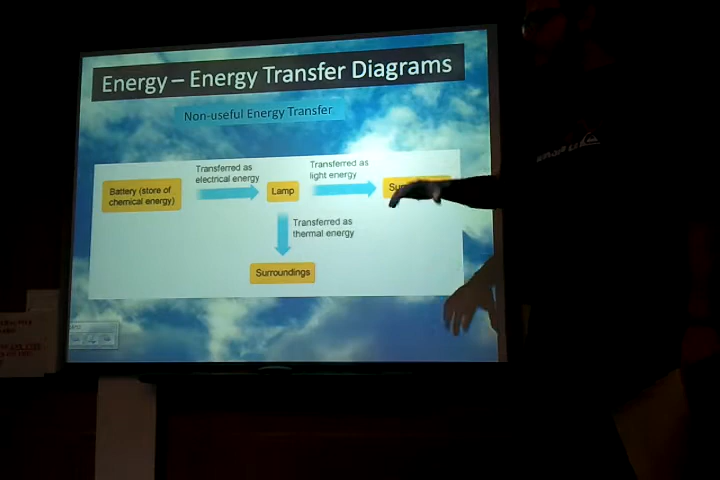 Energy – Energy Transfer Diagrams
Non-useful Energy Transfer
Transferred as
electrical energy
Transferred as
light energy
Battery (store of
chemical energy)
Lamp
Transferred as
thermal energy
Surroundings